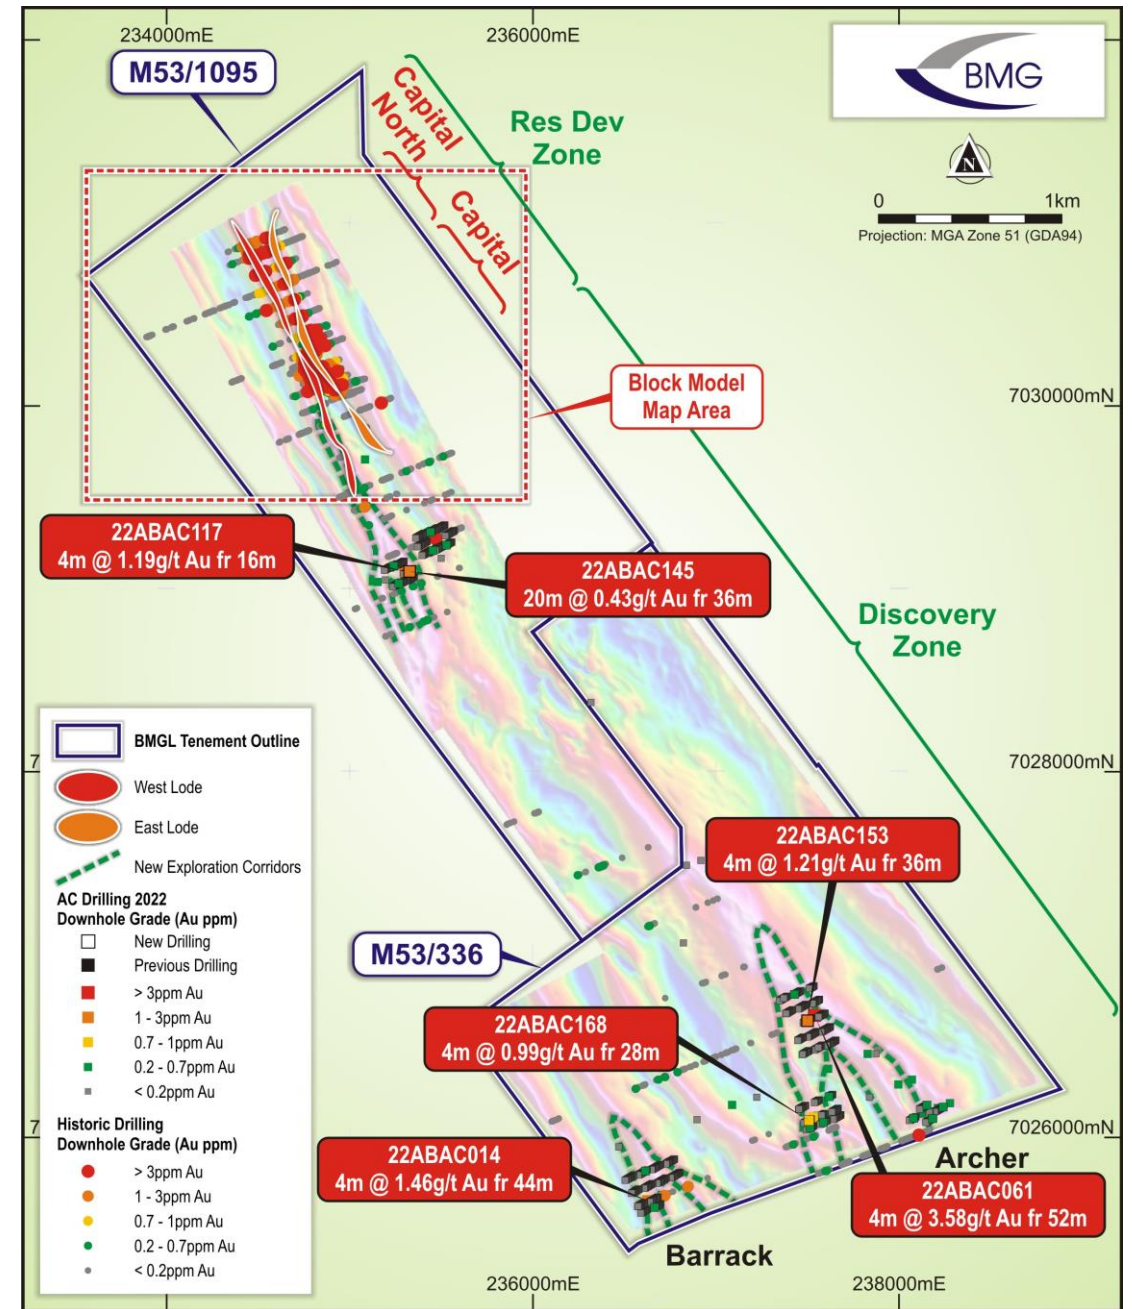 234000mE
236000mE
M53/1095
BMG
Capital
North
Capital
Res Dev
Zone
N
0
1km
Projection: MGA Zone 51 (GDA94)
Block Model
Map Area
7030000mN
22ABAC117
4m @ 1.19g/t Au fr 16m
22ABAC145
20m @ 0.43g/t Au fr 36m
Discovery
Zone
BMGL Tenement Outline
West Lode
East Lode
New Exploration Corridors
AC Drilling 2022
Downhole Grade (Au ppm)
New Drilling
Previous Drilling
> 3ppm Au
1 - 3ppm Au
0.7 - 1ppm Au
0.2 - 0.7ppm Au
< 0.2ppm Au
Historic Drilling
Downhole Grade (Au ppm)
> 3ppm Au
1 - 3ppm Au
0.7 - 1ppm Au
0.2 - 0.7ppm Au
< 0.2ppm Au
7
7028000mN
22ABAC153
4m @ 1.21g/t Au fr 36m
M53/336
22ABAC168
4m @ 0.99g/t Au fr 28m
7
7026000mN
22ABAC014
4m @ 1.46g/t Au fr 44m
Archer
22ABAC061
4m @ 3.58g/t Au fr 52m
Barrack
236000mE
238000mE